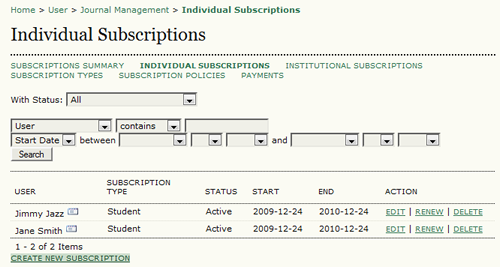 Home > User > Journal Management > Individual Subscriptions
Individual Subscriptions
SUBSCRIPTIONS SUMMARY INDIVIDUAL SUBSCRIPTIONS INSTITUTIONAL SUBSCRIPTIONS
SUBSCRIPTION TYPES SUBSCRIPTION POLICIES PAYMENTS
With Status: All
User contains
Start Date between and
Search
USER SUBSCRIPTION TYPE STATUS START END ACTION
Jimmy Jazz Student Active 2009-12-24 2010-12-24 EDIT | RENEW | DELETE
Jane Smith Student Active 2009-12-24 2010-12-24 EDIT | RENEW | DELETE
1 - 2 of 2 Items
CREATE NEW SUBSCRIPTION